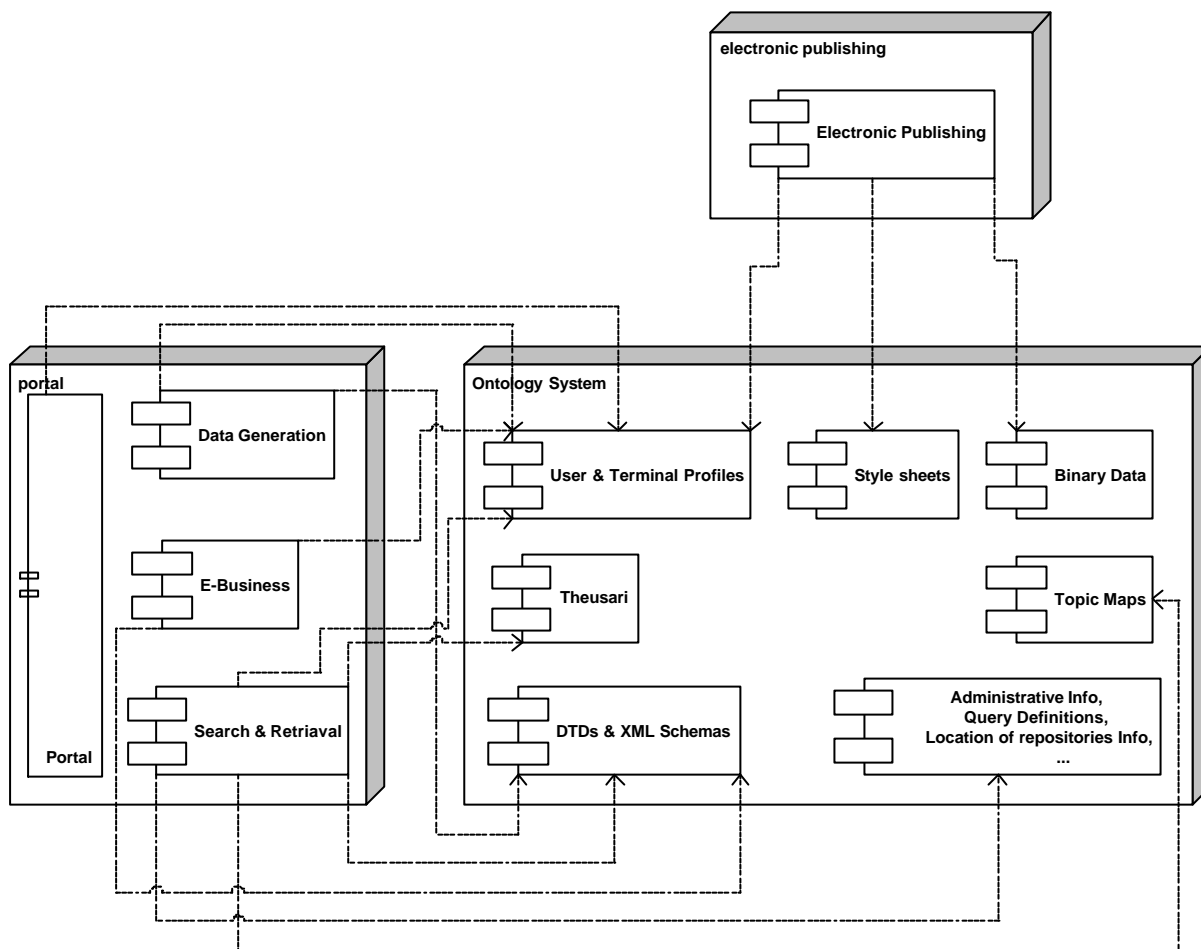 electronic publishing
Electronic Publishing
portal
Data Generation
E-Business
Search & Retriaval
Portal
Ontology System
User & Terminal Profiles
Style sheets
Binary Data
Theusari
Topic Maps
DTDs & XML Schemas
Administrative Info,
Query Definitions,
Location of repositories Info,
...